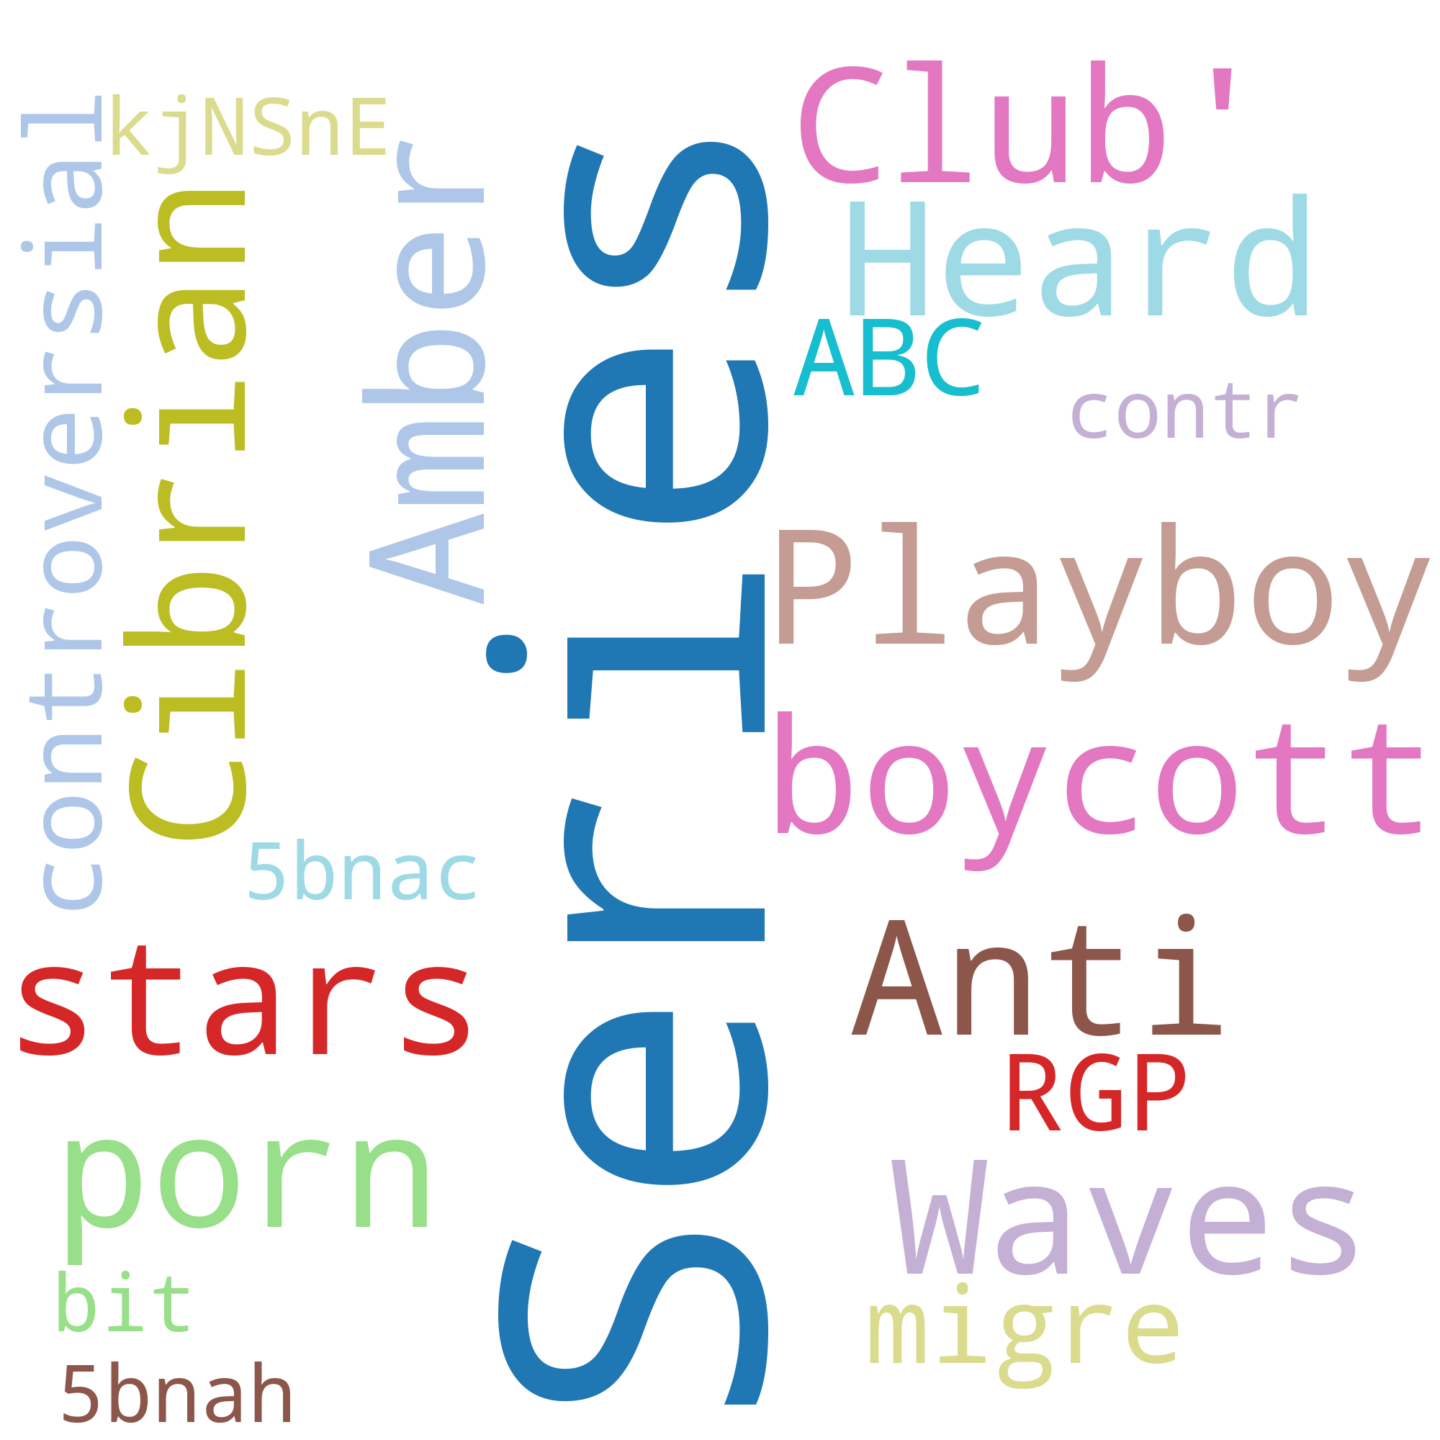 controversial
kjNSnE
Cibrian
Amber
Series
Club'
Heard
ABC
contr
Playboy
boycott
5bnac
stars
Anti
RGP
porn
Waves
bit
migre
5bnah